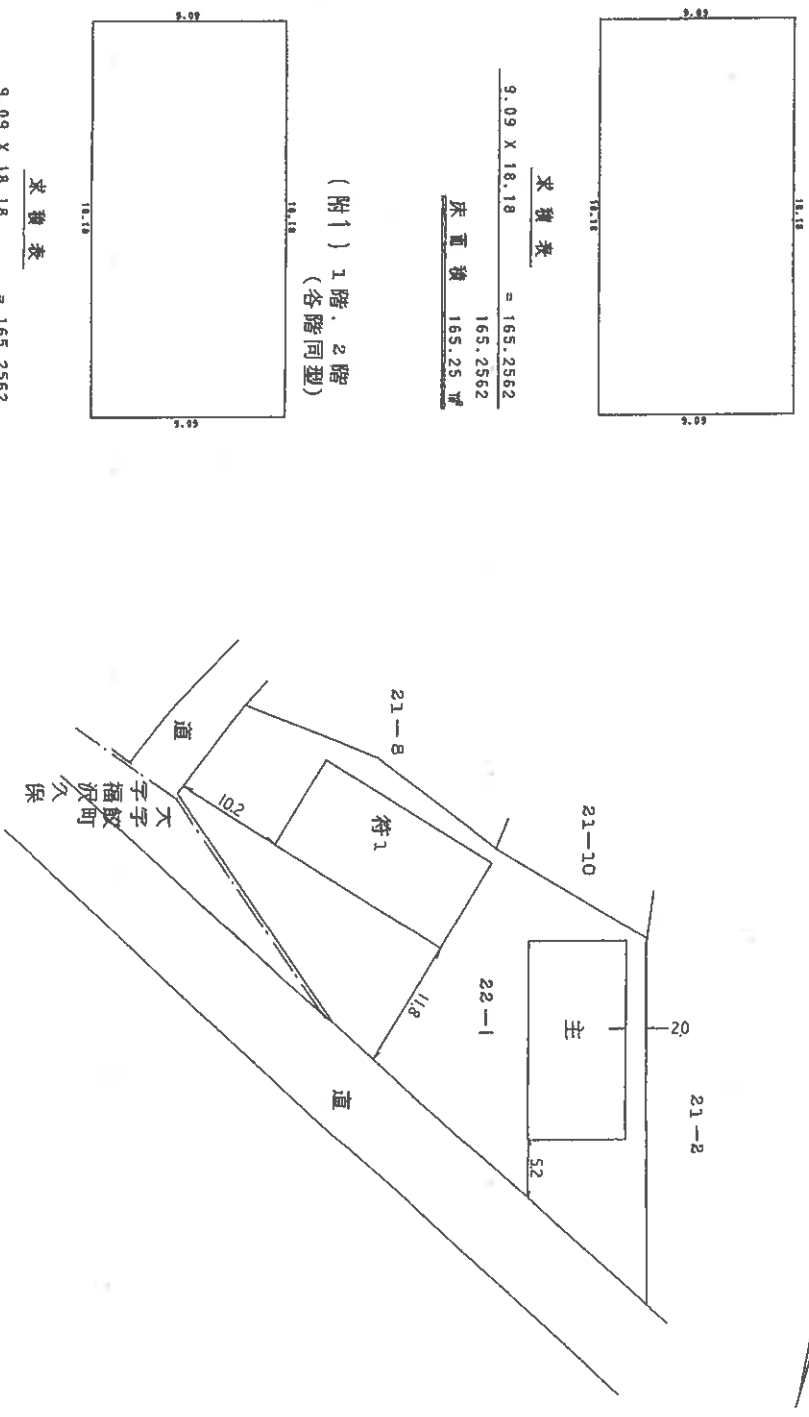 9.09
18.18
18.18
9.09
求積表
9.09 X 18.18 = 165.2562
165.2562
床面積 165.25 ㎡
(附1) 1階. 2階
(各階同型)
9.09
18.18
18.18
9.09
求積表
9.09 X 18.18 = 165.2562
21-2
2.0
主
5.2
22-1
21-10
21-8
符1
11.8
10.2
道
道
大字飯町
字福沢
久保